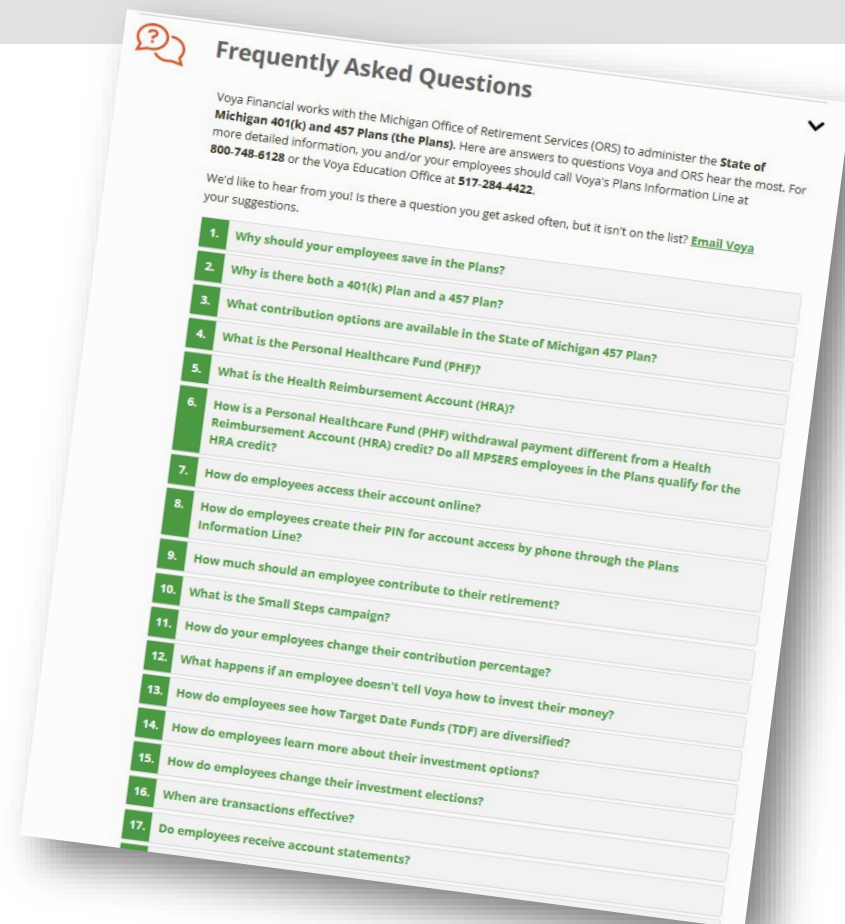 ?
Frequently Asked Questions
Voya Financial works with the Michigan Office of Retirement Services (ORS) to administer the State of
Michigan 401(k) and 457 Plans (the Plans). Here are answers to questions Voya and ORS hear the most. For
more detailed information, you and/or your employees should call Voya's Plans Information Line at
800-748-6128 or the Voya Education Office at 517-284-4422.
We'd like to hear from you! Is there a question you get asked often, but it isn't on the list? Email Voya
your suggestions.
1. Why should your employees save in the Plans?
2. Why is there both a 401(k) Plan and a 457 Plan?
3. What contribution options are available in the State of Michigan 457 Plan?
4. What is the Personal Healthcare Fund (PHF)?
5. What is the Health Reimbursement Account (HRA)?
6. How is a Personal Healthcare Fund (PHF) withdrawal payment different from a Health
Reimbursement Account (HRA) credit? Do all MPSERS employees in the Plans qualify for the
HRA credit?
7. How do employees access their account online?
8. How do employees create their PIN for account access by phone through the Plans
Information Line?
9. How much should an employee contribute to their retirement?
10. What is the Small Steps campaign?
11. How do your employees change their contribution percentage?
12. What happens if an employee doesn't tell Voya how to invest their money?
13. How do employees see how Target Date Funds (TDF) are diversified?
14. How do employees learn more about their investment options?
15. How do employees change their investment elections?
16. When are transactions effective?
17. Do employees receive account statements?